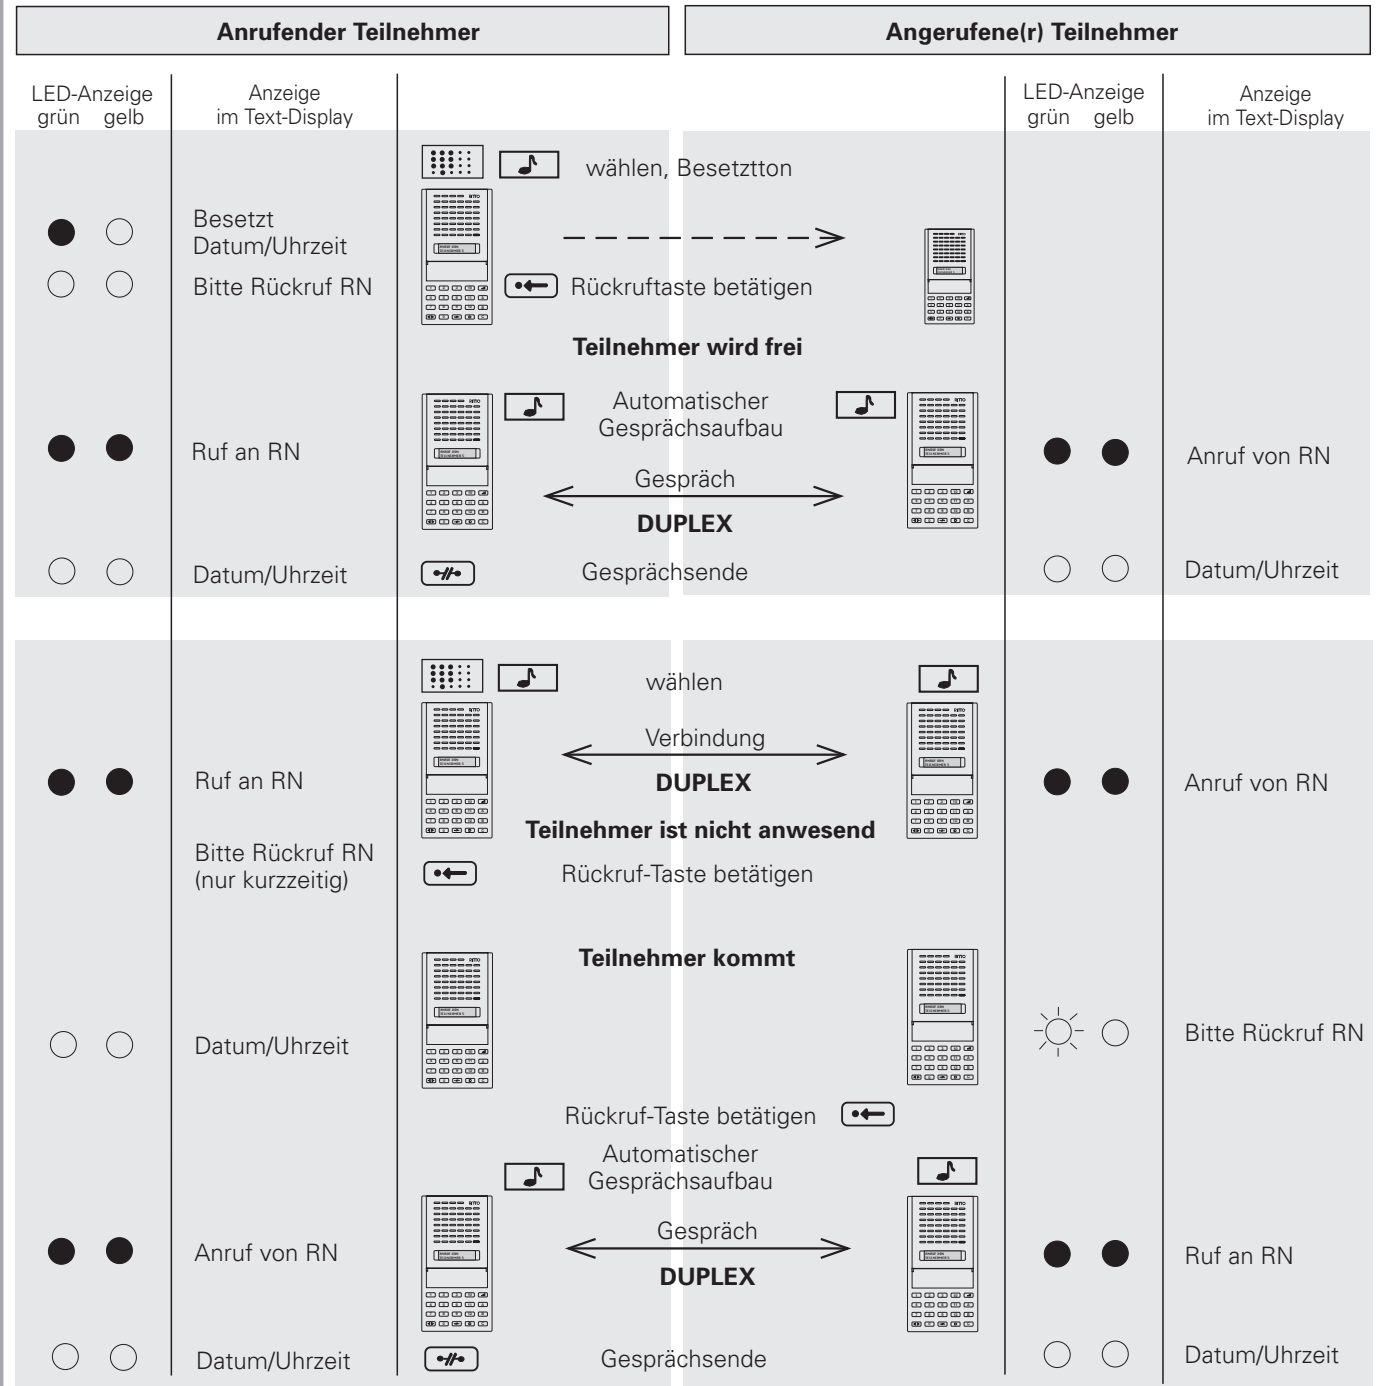 Anrufender Teilnehmer
Angerufene(r) Teilnehmer
LED-Anzeige
grün gelb
Anzeige
im Text-Display
LED-Anzeige
grün gelb
Anzeige
im Text-Display
wählen, Besetztton
Besetzt
Datum/Uhrzeit
Bitte Rückruf RN
Rückruftaste betätigen
Teilnehmer wird frei
Automatischer
Gesprächsaufbau
Ruf an RN
Gespräch
DUPLEX
Anruf von RN
Datum/Uhrzeit
Gesprächsende
Datum/Uhrzeit
wählen
Verbindung
DUPLEX
Ruf an RN
Anruf von RN
Teilnehmer ist nicht anwesend
Bitte Rückruf RN
(nur kurzzeitig)
Rückruf-Taste betätigen
Teilnehmer kommt
Datum/Uhrzeit
Bitte Rückruf RN
Rückruf-Taste betätigen
Automatischer
Gesprächsaufbau
Gespräch
DUPLEX
Anruf von RN
Ruf an RN
Datum/Uhrzeit
Gesprächsende
Datum/Uhrzeit